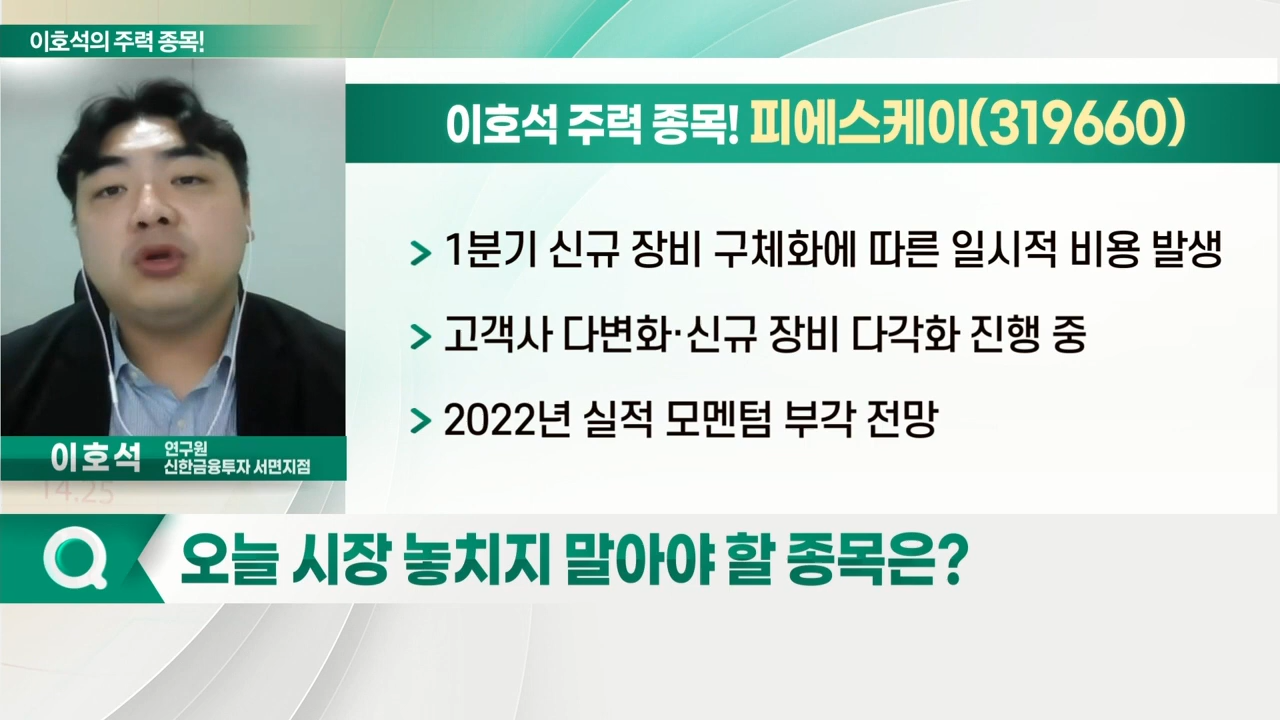 이호석의 주력 종목!
이호석 주력 종목! 피에스케이(319660)
> 1분기 신규 장비 구체화에 따른 일시적 비용 발생
> 고객사 다변화·신규 장비 다각화 진행 중
> 2022년 실적 모멘텀 부각 전망
이호석 연구원
신한금융투자 서면지점
14.25
Q 오늘 시장 놓치지 말아야 할 종목은?